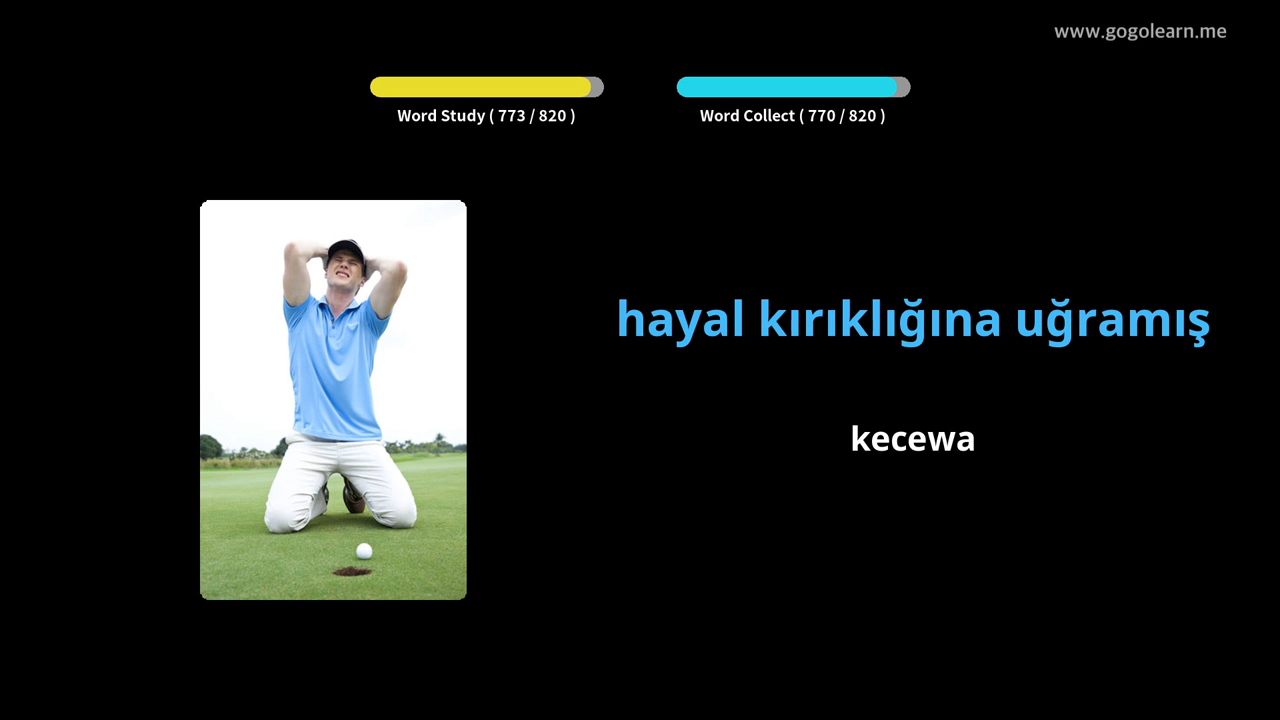 www.gogolearn.me
Word Study ( 773 / 820 )
Word Collect ( 770 / 820 )
hayal kırıklığına uğramış
kecewa